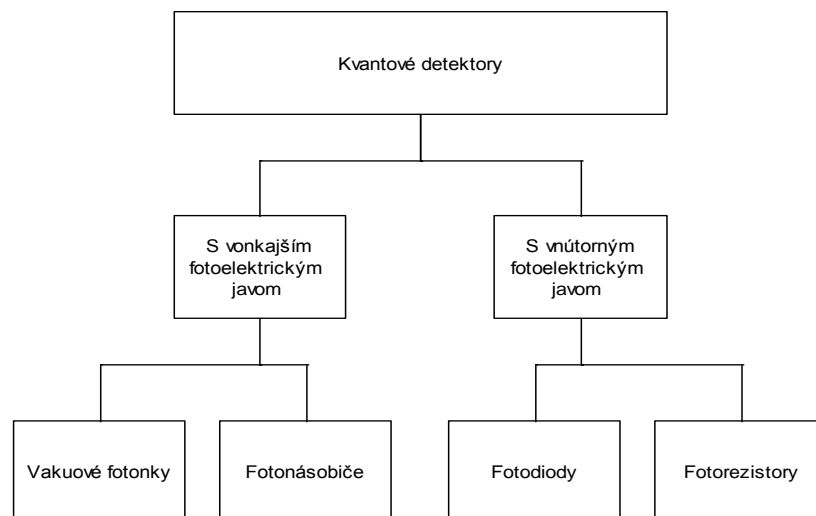 Kvantové detektory
S vonkajším
fotoelektrickým
javom
S vnútorným
fotoelektrickým
javom
Vakuové fotonky
Fotonásobiče
Fotodiody
Fotorezistory